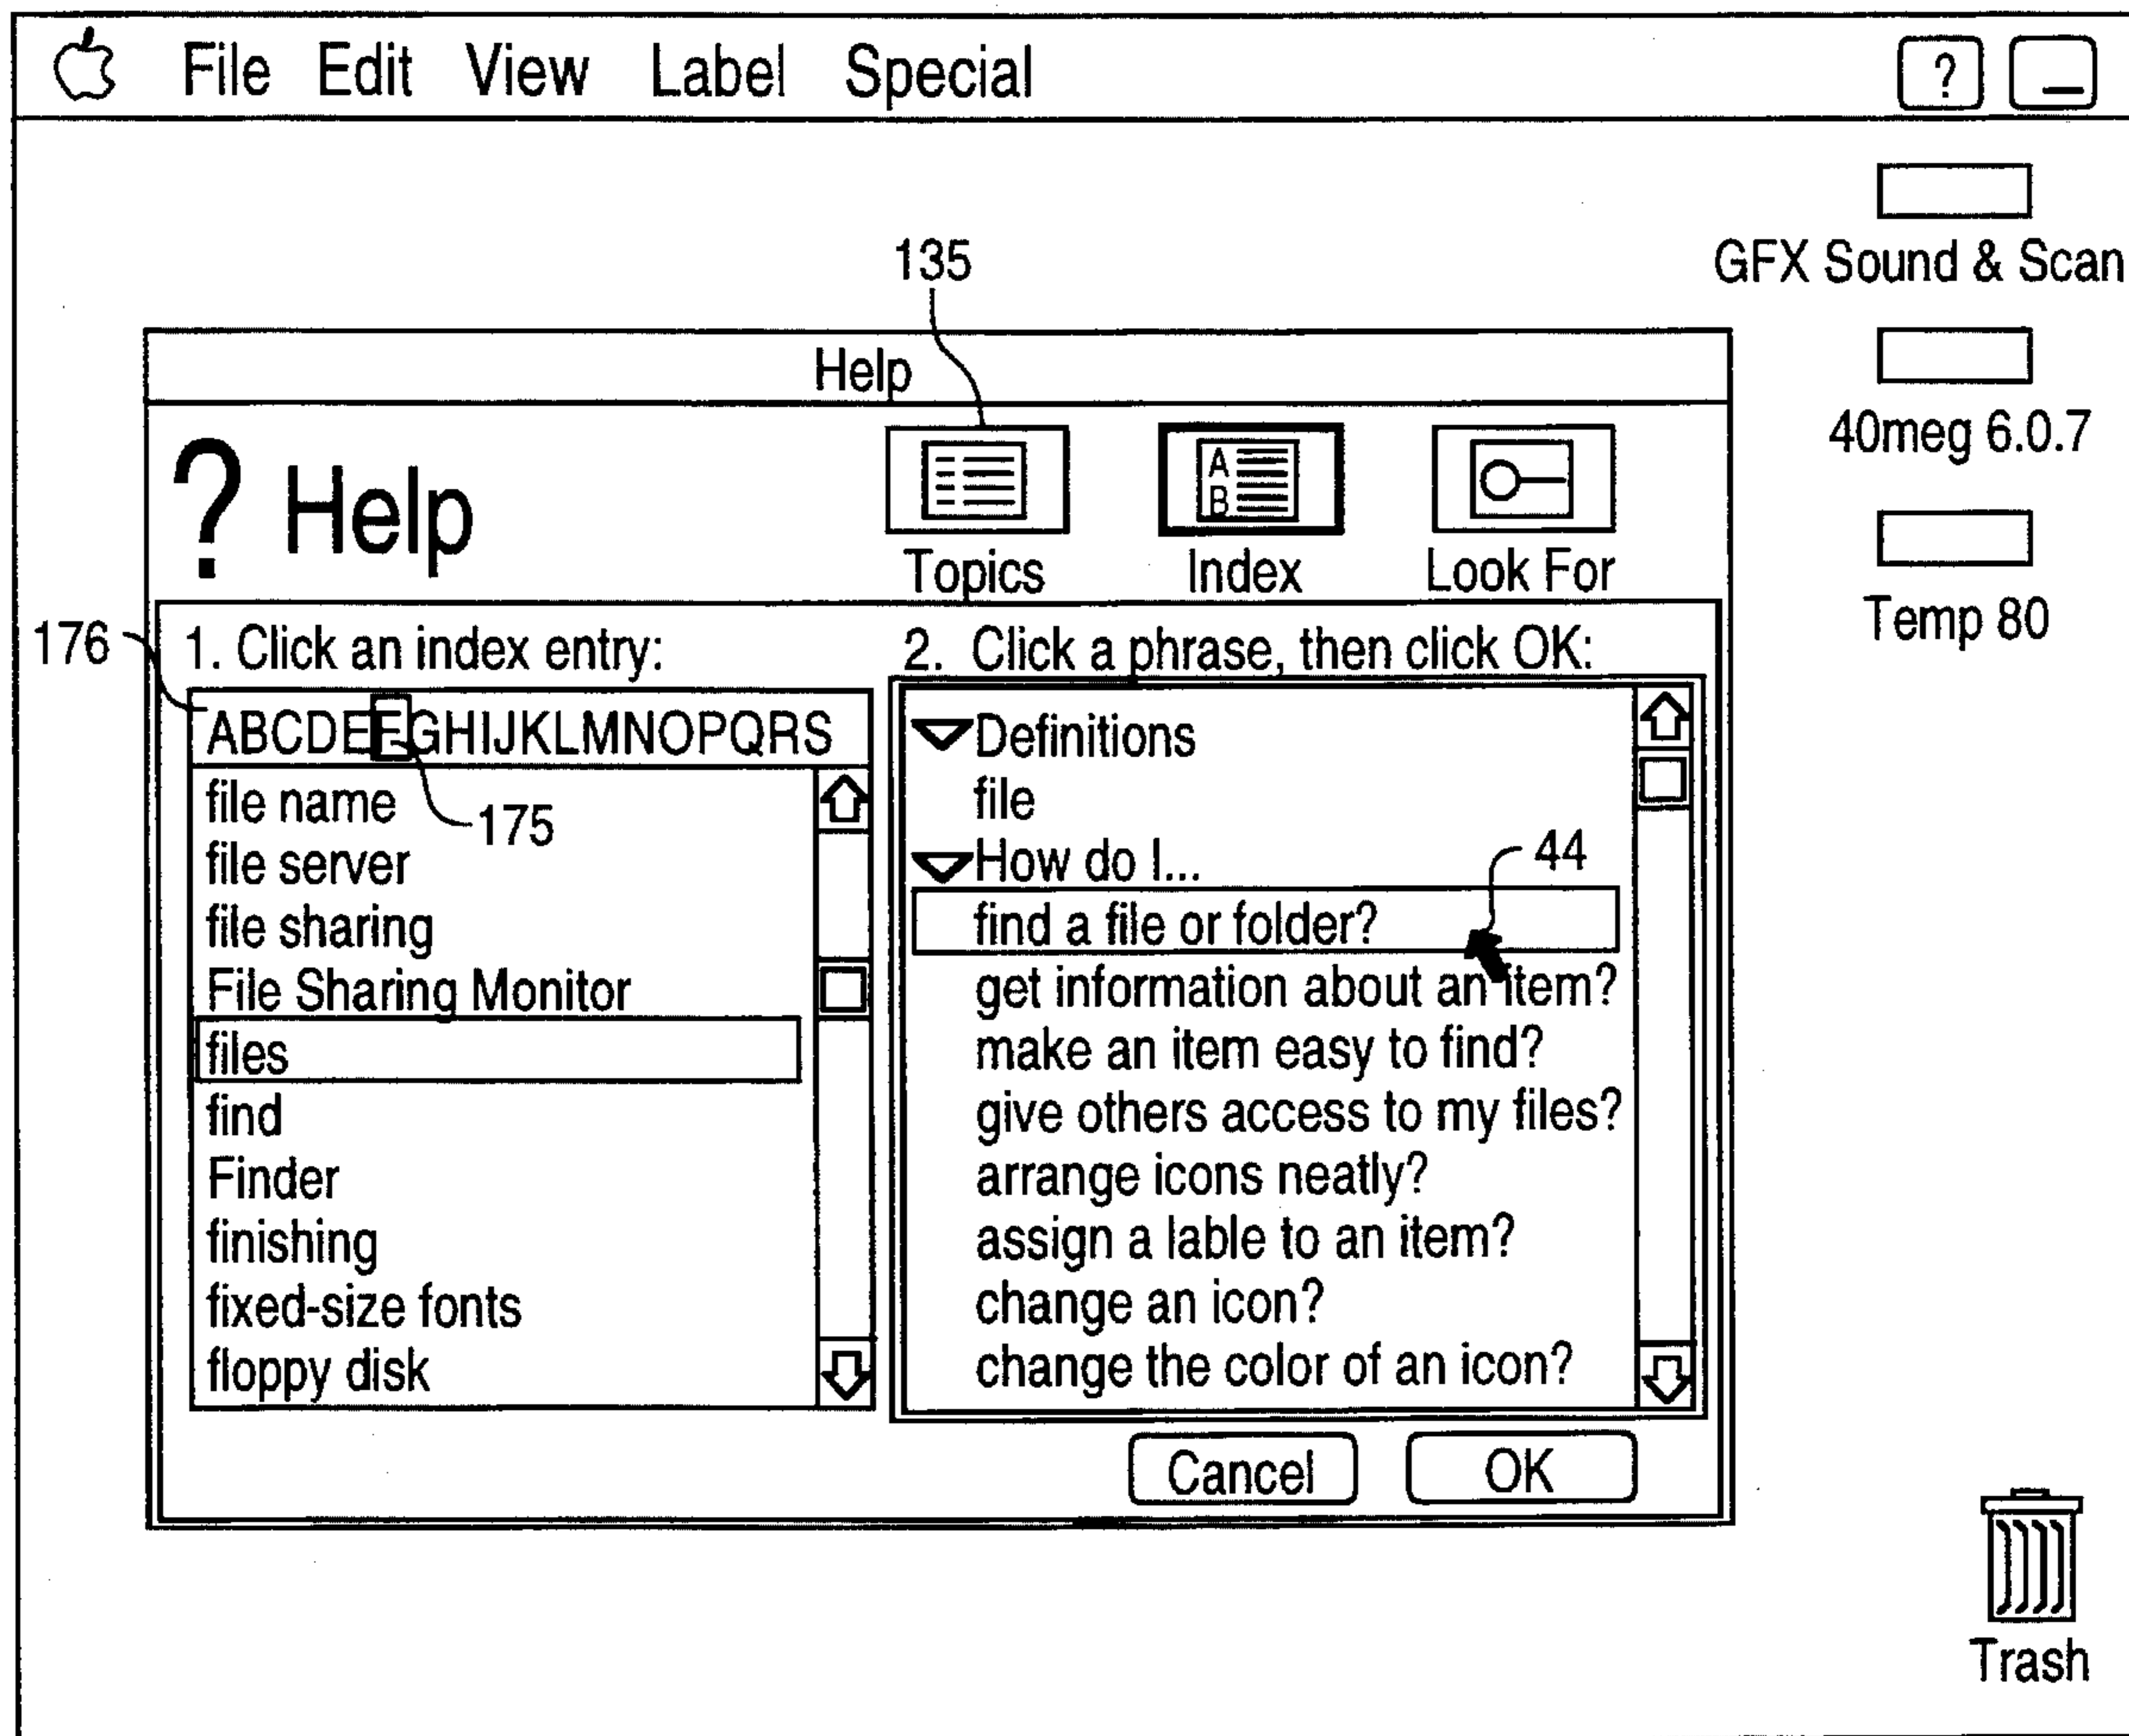 File Edit View Label Special ?
GFX Sound & Scan
135
Help
40meg 6.0.7
? Help
A
B
Topics Index Look For
Temp 80
176
1. Click an index entry:
2. Click a phrase, then click OK:
ABCDEFGHIJKLMNOPQRS
175
file name
file server
file sharing
File Sharing Monitor
files
find
Finder
finishing
fixed-size fonts
floppy disk
Definitions
file
How do I...
44
find a file or folder?
get information about an item?
make an item easy to find?
give others access to my files?
arrange icons neatly?
assign a lable to an item?
change an icon?
change the color of an icon?
Cancel OK
Trash